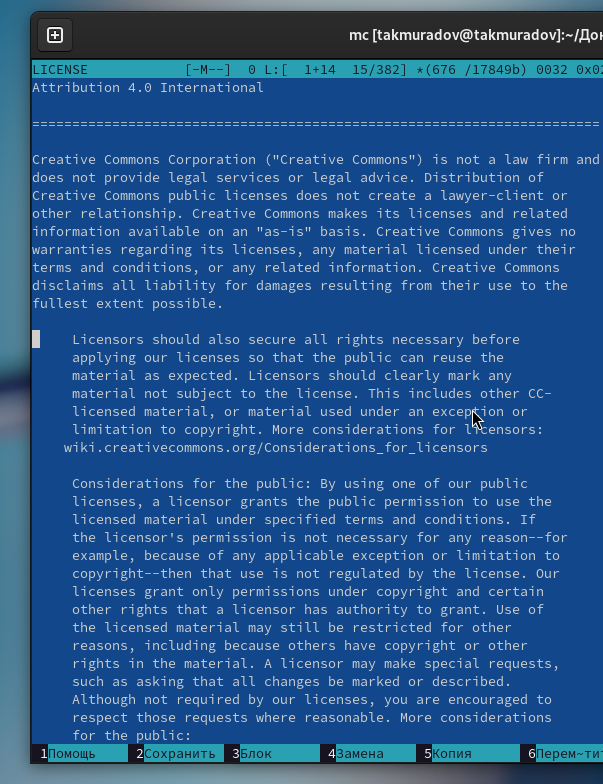 mc [takmuradov@takmuradov]:~/До
LICENSE [-M--] 0 L:[ 1+14 15/382] *(676 /17849b) 0032 0x0
Attribution 4.0 International
=======================================================================
Creative Commons Corporation ("Creative Commons") is not a law firm and
does not provide legal services or legal advice. Distribution of
Creative Commons public licenses does not create a lawyer-client or
other relationship. Creative Commons makes its licenses and related
information available on an "as-is" basis. Creative Commons gives no
warranties regarding its licenses, any material licensed under their
terms and conditions, or any related information. Creative Commons
disclaims all liability for damages resulting from their use to the
fullest extent possible.
Licensors should also secure all rights necessary before
applying our licenses so that the public can reuse the
material as expected. Licensors should clearly mark any
material not subject to the license. This includes other CC-
licensed material, or material used under an exception or
limitation to copyright. More considerations for licensors:
wiki.creativecommons.org/Considerations_for_licensors
Considerations for the public: By using one of our public
licenses, a licensor grants the public permission to use the
licensed material under specified terms and conditions. If
the licensor's permission is not necessary for any reason--for
example, because of any applicable exception or limitation to
copyright--then that use is not regulated by the license. Our
licenses grant only permissions under copyright and certain
other rights that a licensor has authority to grant. Use of
the licensed material may still be restricted for other
reasons, including because others have copyright or other
rights in the material. A licensor may make special requests,
such as asking that all changes be marked or described.
Although not required by our licenses, you are encouraged to
respect those requests where reasonable. More considerations
for the public:
1Помощь 2Сохранить 3Блок 4Замена 5Копия 6Перем~тит